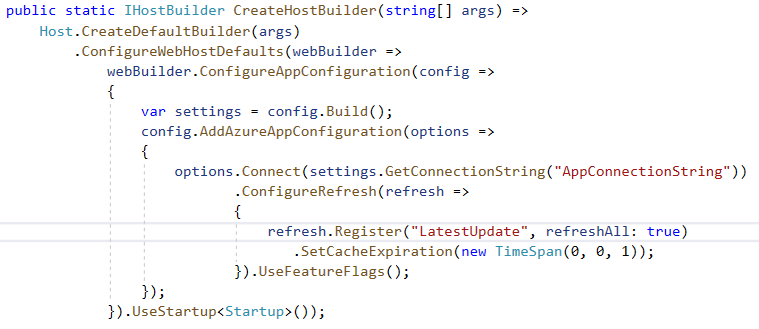 public static IHostBuilder CreateHostBuilder(string[] args) =>
    Host.CreateDefaultBuilder(args)
        .ConfigureWebHostDefaults(webBuilder =>
            webBuilder.ConfigureAppConfiguration(config =>
            {
                var settings = config.Build();
                config.AddAzureAppConfiguration(options =>
                {
                    options.Connect(settings.GetConnectionString("AppConnectionString"))
                           .ConfigureRefresh(refresh =>
                           {
                               refresh.Register("LatestUpdate", refreshAll: true)
                                  .SetCacheExpiration(new TimeSpan(0, 0, 1));
                           }).UseFeatureFlags();
                });
            }).UseStartup<Startup>());